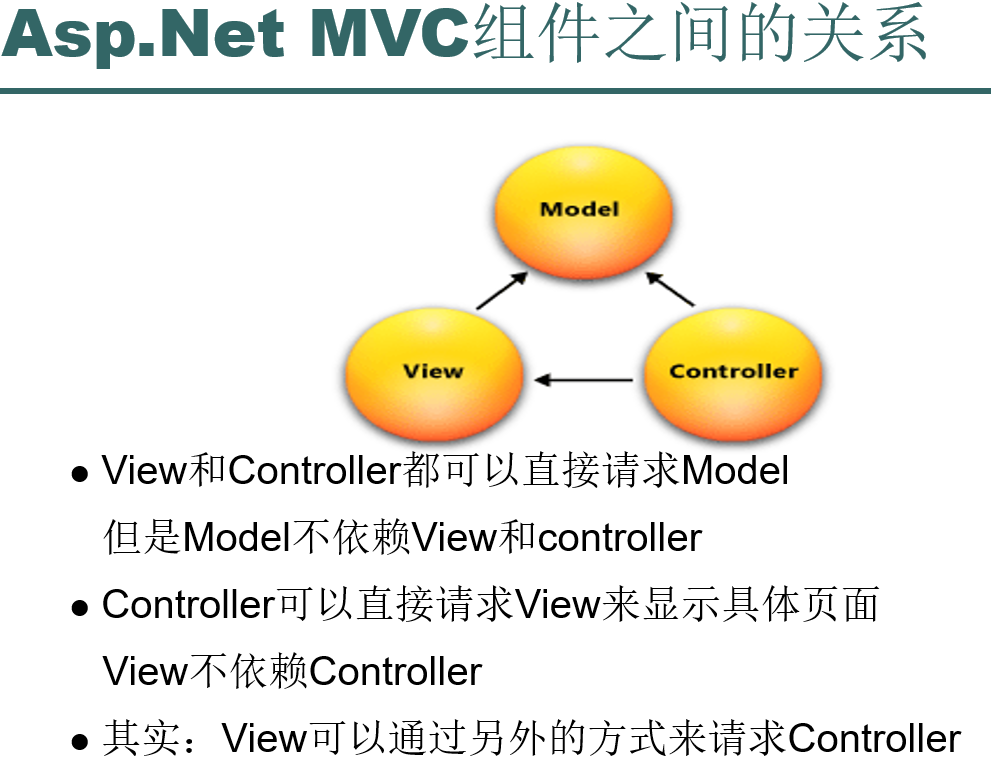 Asp.Net MVC组件之间的关系
Model
View
Controller
● View和Controller都可以直接请求Model
但是Model不依赖View和controller
● Controller可以直接请求View来显示具体页面
View不依赖Controller
● 其实：View可以通过另外的方式来请求Controller